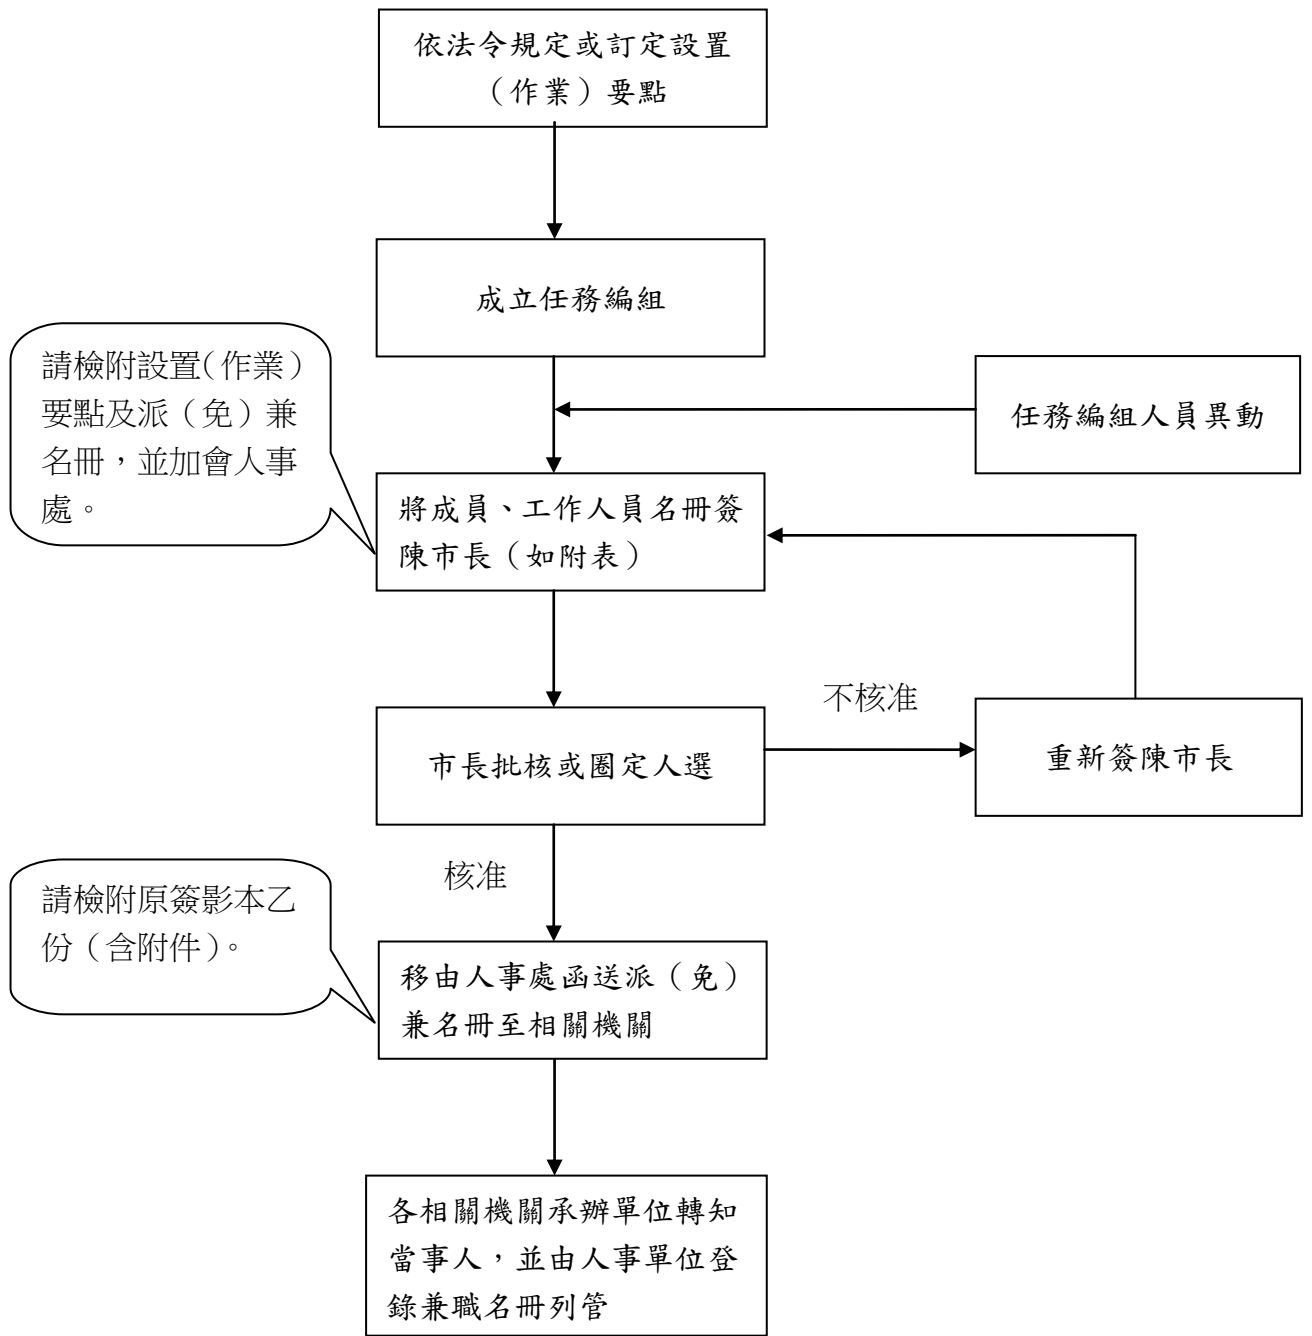 依法令規定或訂定設置
（作業）要點
成立任務編組
請檢附設置（作業）
要點及派（免）兼
名冊，並加會人事
處。
任務編組人員異動
將成員、工作人員名冊簽
陳市長（如附表）
不核准
市長批核或圈定人選
重新簽陳市長
核准
請檢附原簽影本乙
份（含附件）。
移由人事處函送派（免）
兼名冊至相關機關
各相關機關承辦單位轉知
當事人，並由人事單位登
錄兼職名冊列管